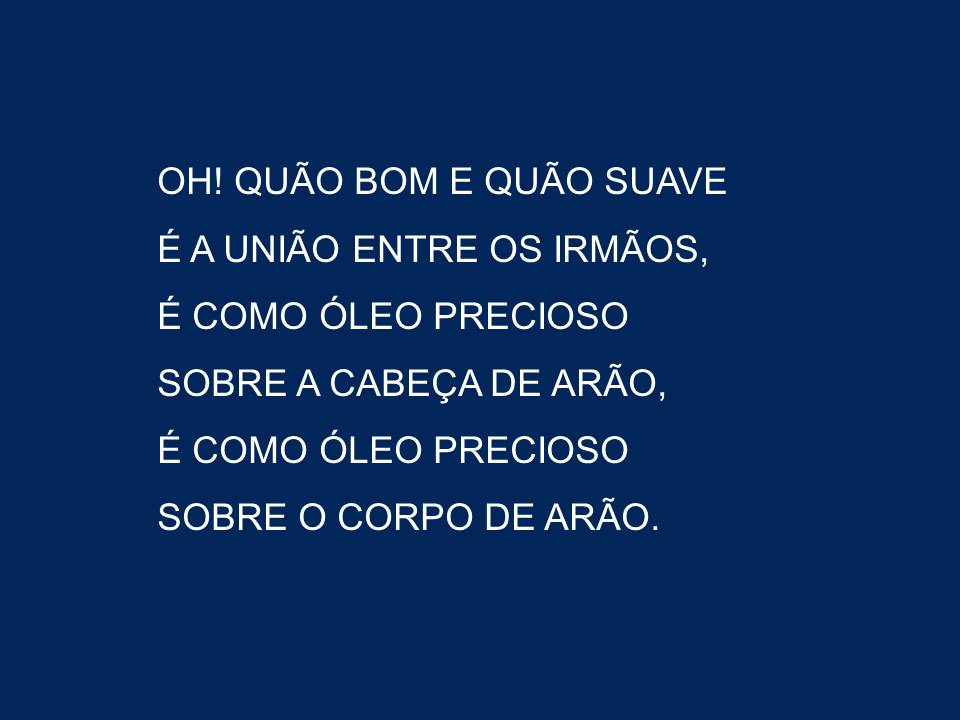 OH! QUÃO BOM E QUÃO SUAVE
É A UNIÃO ENTRE OS IRMÃOS,
É COMO ÓLEO PRECIOSO
SOBRE A CABEÇA DE ARÃO,
É COMO ÓLEO PRECIOSO
SOBRE O CORPO DE ARÃO.